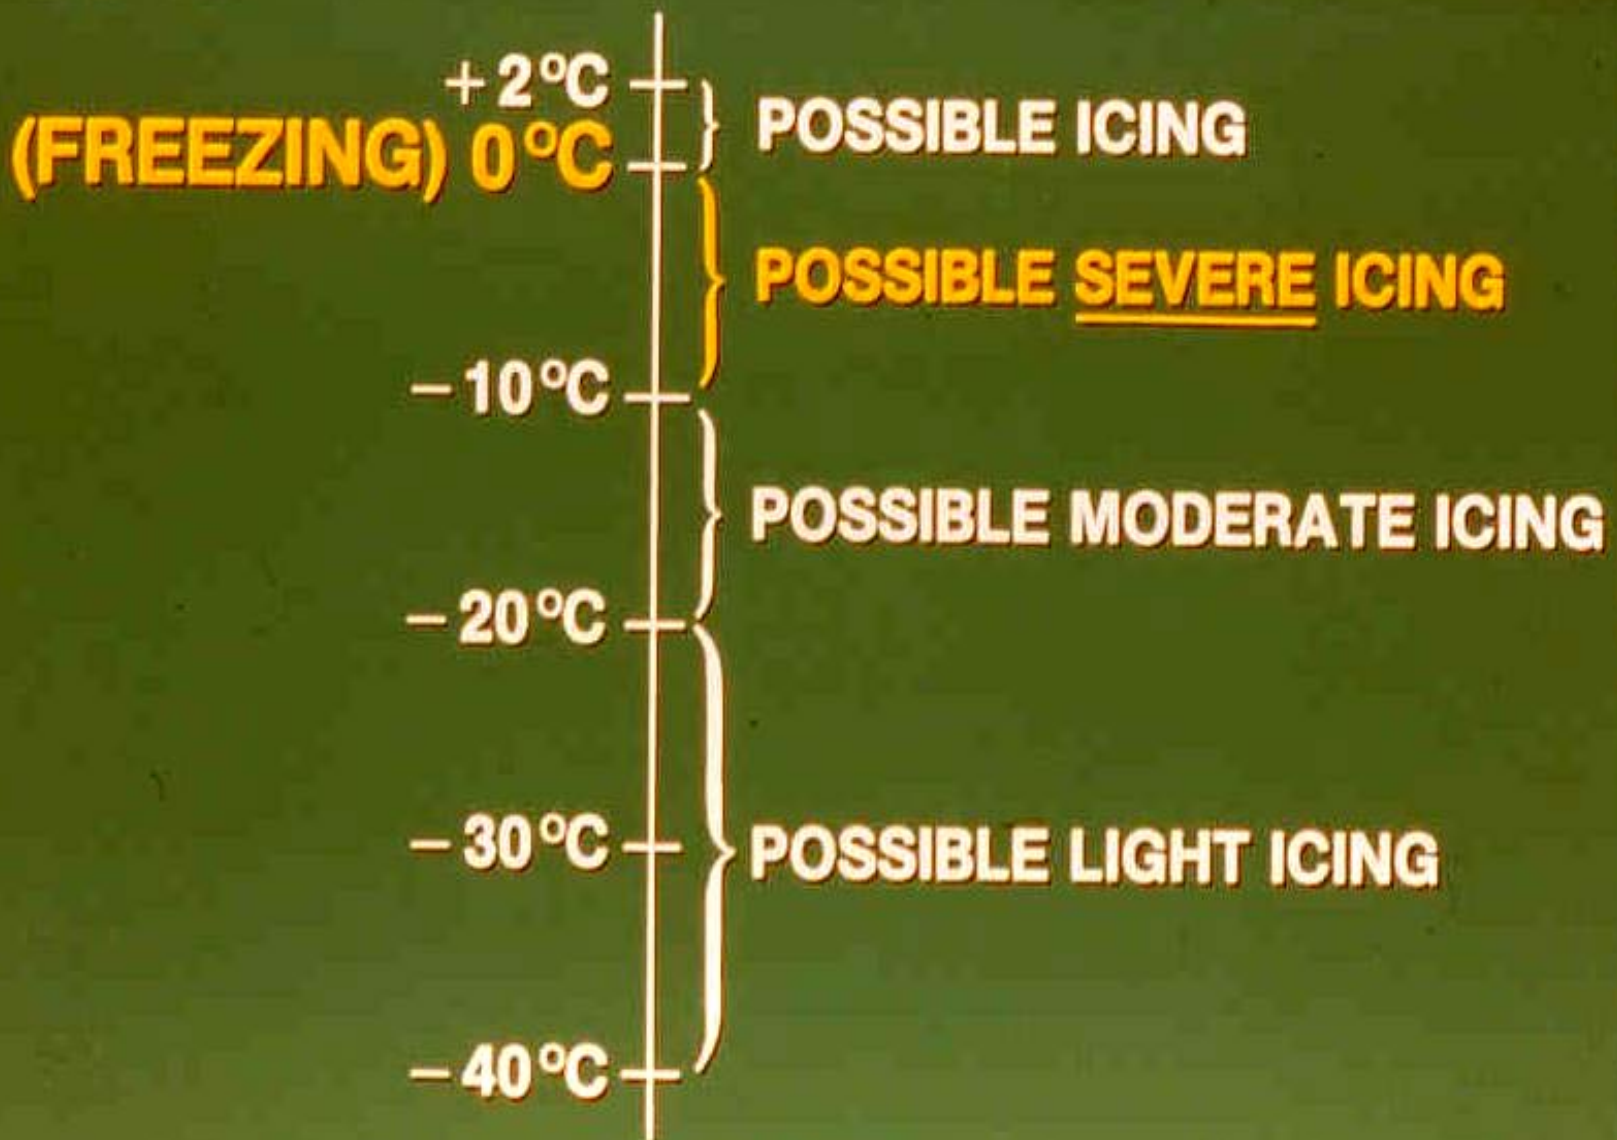 +2°C
POSSIBLE ICING
(FREEZING) 0°C
POSSIBLE SEVERE ICING
−10°C
POSSIBLE MODERATE ICING
−20°C
−30°C
POSSIBLE LIGHT ICING
−40°C